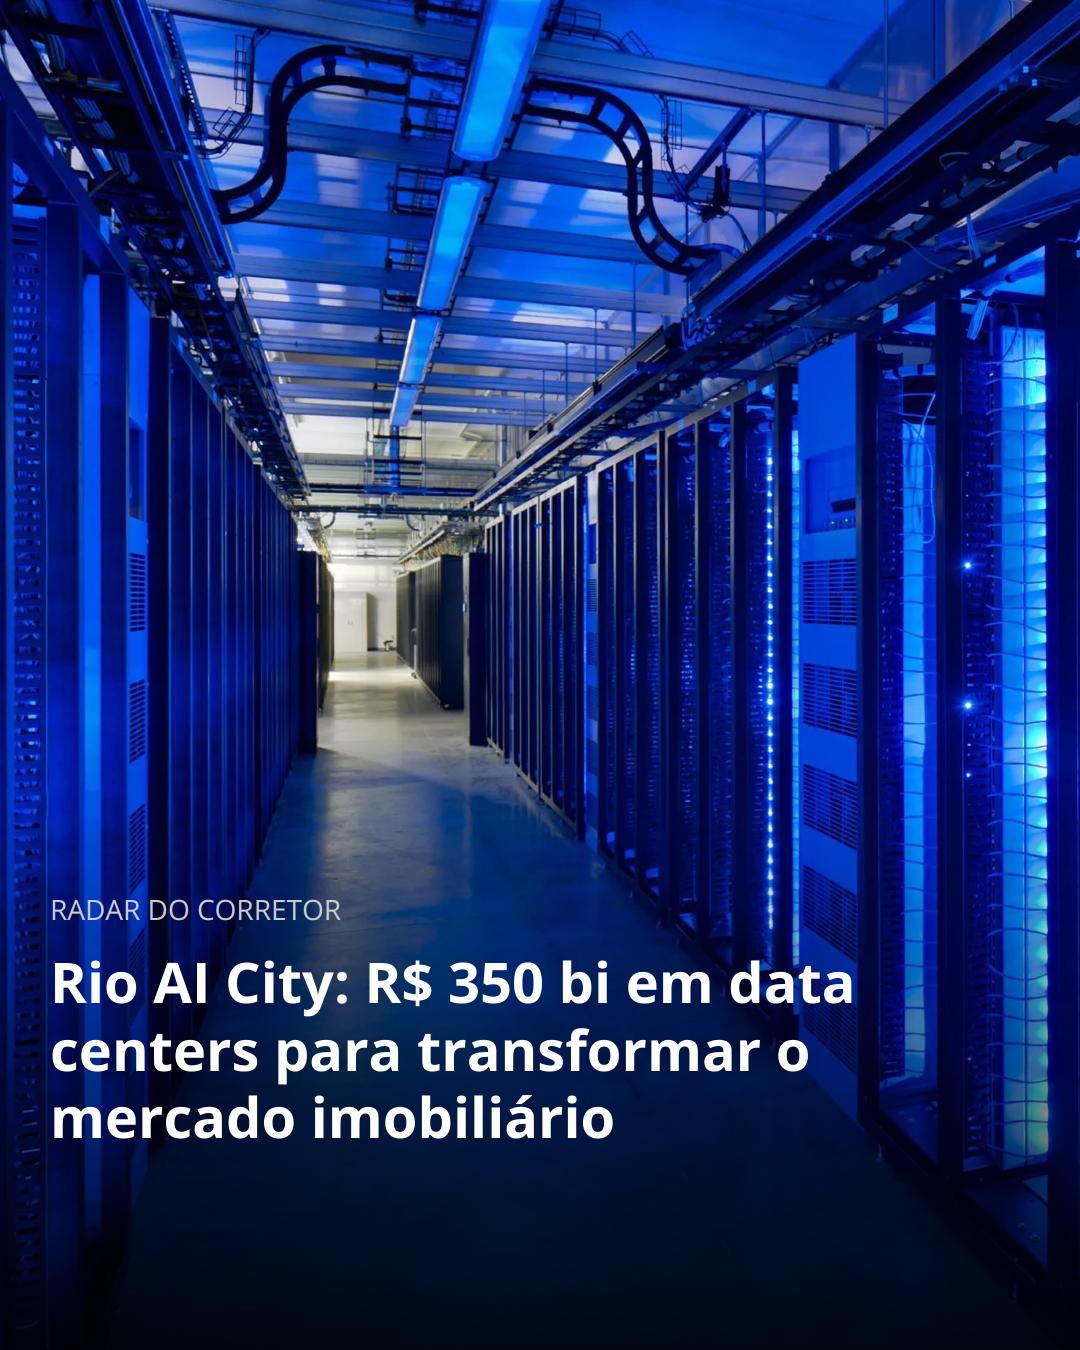 RADAR DO CORRETOR
Rio AI City: R$ 350 bi em data
centers para transformar o
mercado imobiliário